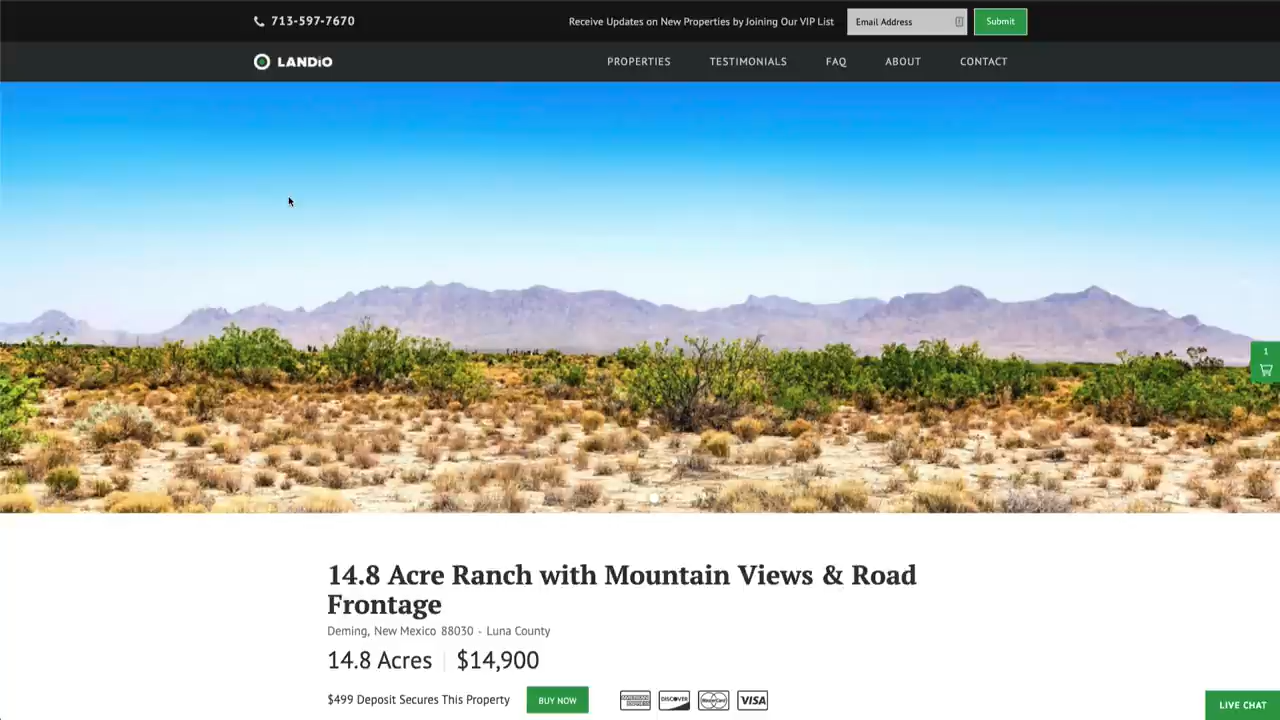 713-597-7670
Receive Updates on New Properties by Joining Our VIP List
Email Address
Submit
LANDiO
PROPERTIES
TESTIMONIALS
FAQ
ABOUT
CONTACT
1
14.8 Acre Ranch with Mountain Views & Road
Frontage
Deming, New Mexico 88030 - Luna County
14.8 Acres | $14,900
$499 Deposit Secures This Property
BUY NOW
DISCOVER
MasterCard
VISA
LIVE CHAT